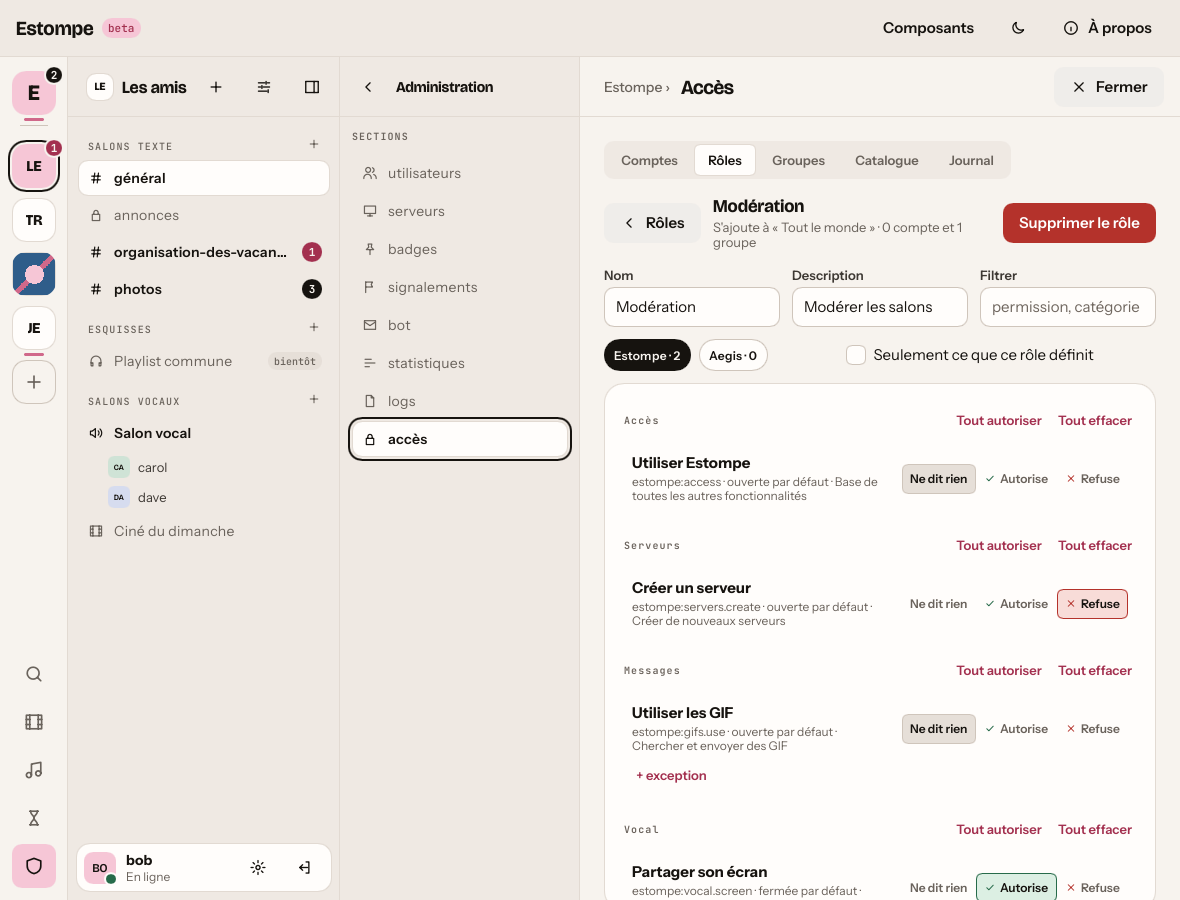 Estompe beta
Composants
À propos
E 2
LE 1
TR
JE
LE Les amis
SALONS TEXTE
# général
annonces
# organisation-des-vacan... 1
# photos 3
ESQUISSES
Playlist commune bientôt
SALONS VOCAUX
Salon vocal
CA carol
DA dave
Ciné du dimanche
BO bob
En ligne
Administration
SECTIONS
utilisateurs
serveurs
badges
signalements
bot
statistiques
logs
accès
Estompe › Accès
Fermer
Comptes Rôles Groupes Catalogue Journal
Rôles
Modération
S'ajoute à « Tout le monde » · 0 compte et 1
groupe
Supprimer le rôle
Nom Description Filtrer
Modération Modérer les salons permission, catégorie
Estompe · 2 Aegis · 0 Seulement ce que ce rôle définit
Accès Tout autoriser Tout effacer
Utiliser Estompe
estompe:access · ouverte par défaut · Base de
toutes les autres fonctionnalités
Ne dit rien Autorise Refuse
Serveurs Tout autoriser Tout effacer
Créer un serveur
estompe:servers.create · ouverte par défaut ·
Créer de nouveaux serveurs
Ne dit rien Autorise Refuse
Messages Tout autoriser Tout effacer
Utiliser les GIF
estompe:gifs.use · ouverte par défaut ·
Chercher et envoyer des GIF
Ne dit rien Autorise Refuse
+ exception
Vocal Tout autoriser Tout effacer
Partager son écran
estompe:vocal.screen · fermée par défaut ·
Ne dit rien Autorise Refuse